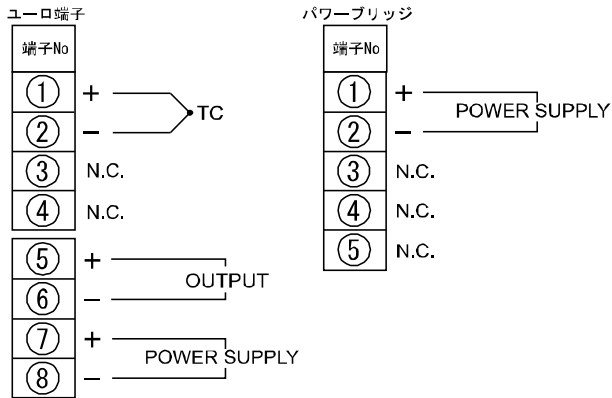 ユーロ端子
端子No
① +
② −
TC
③ N.C.
④ N.C.
⑤ +
⑥ −
OUTPUT
⑦ +
⑧ −
POWER SUPPLY
パワーブリッジ
端子No
① +
② −
POWER SUPPLY
③ N.C.
④ N.C.
⑤ N.C.